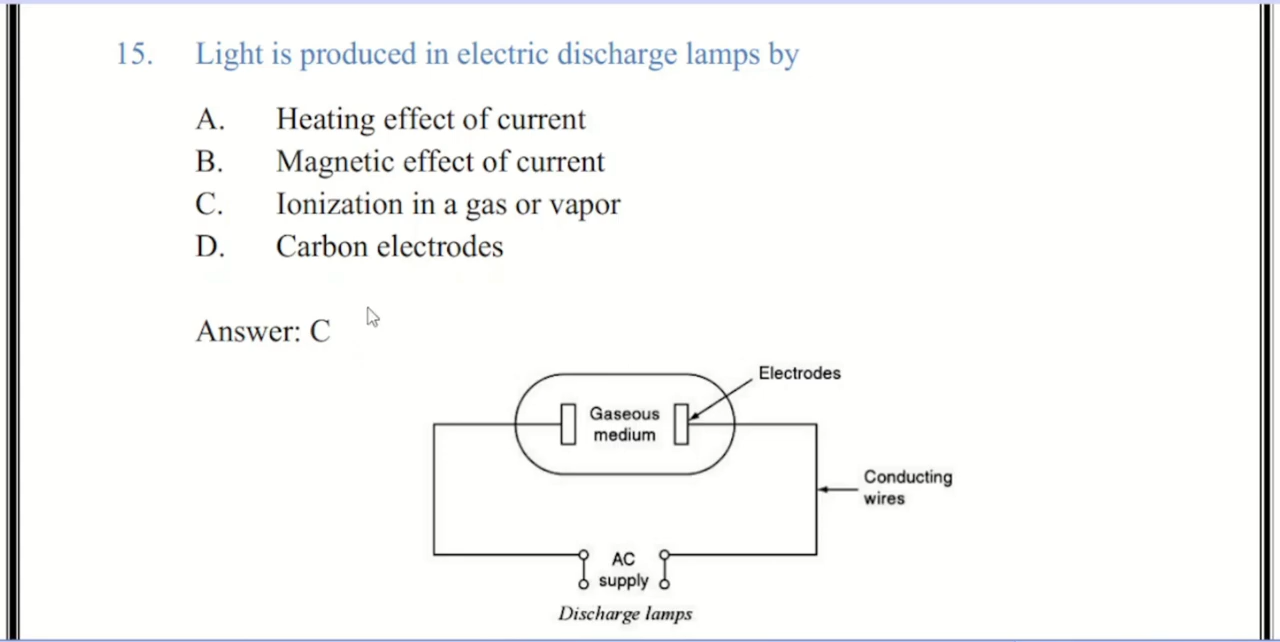 15. Light is produced in electric discharge lamps by
A. Heating effect of current
B. Magnetic effect of current
C. Ionization in a gas or vapor
D. Carbon electrodes
Answer: C
Electrodes
Gaseous
medium
Conducting
wires
AC
supply
Discharge lamps